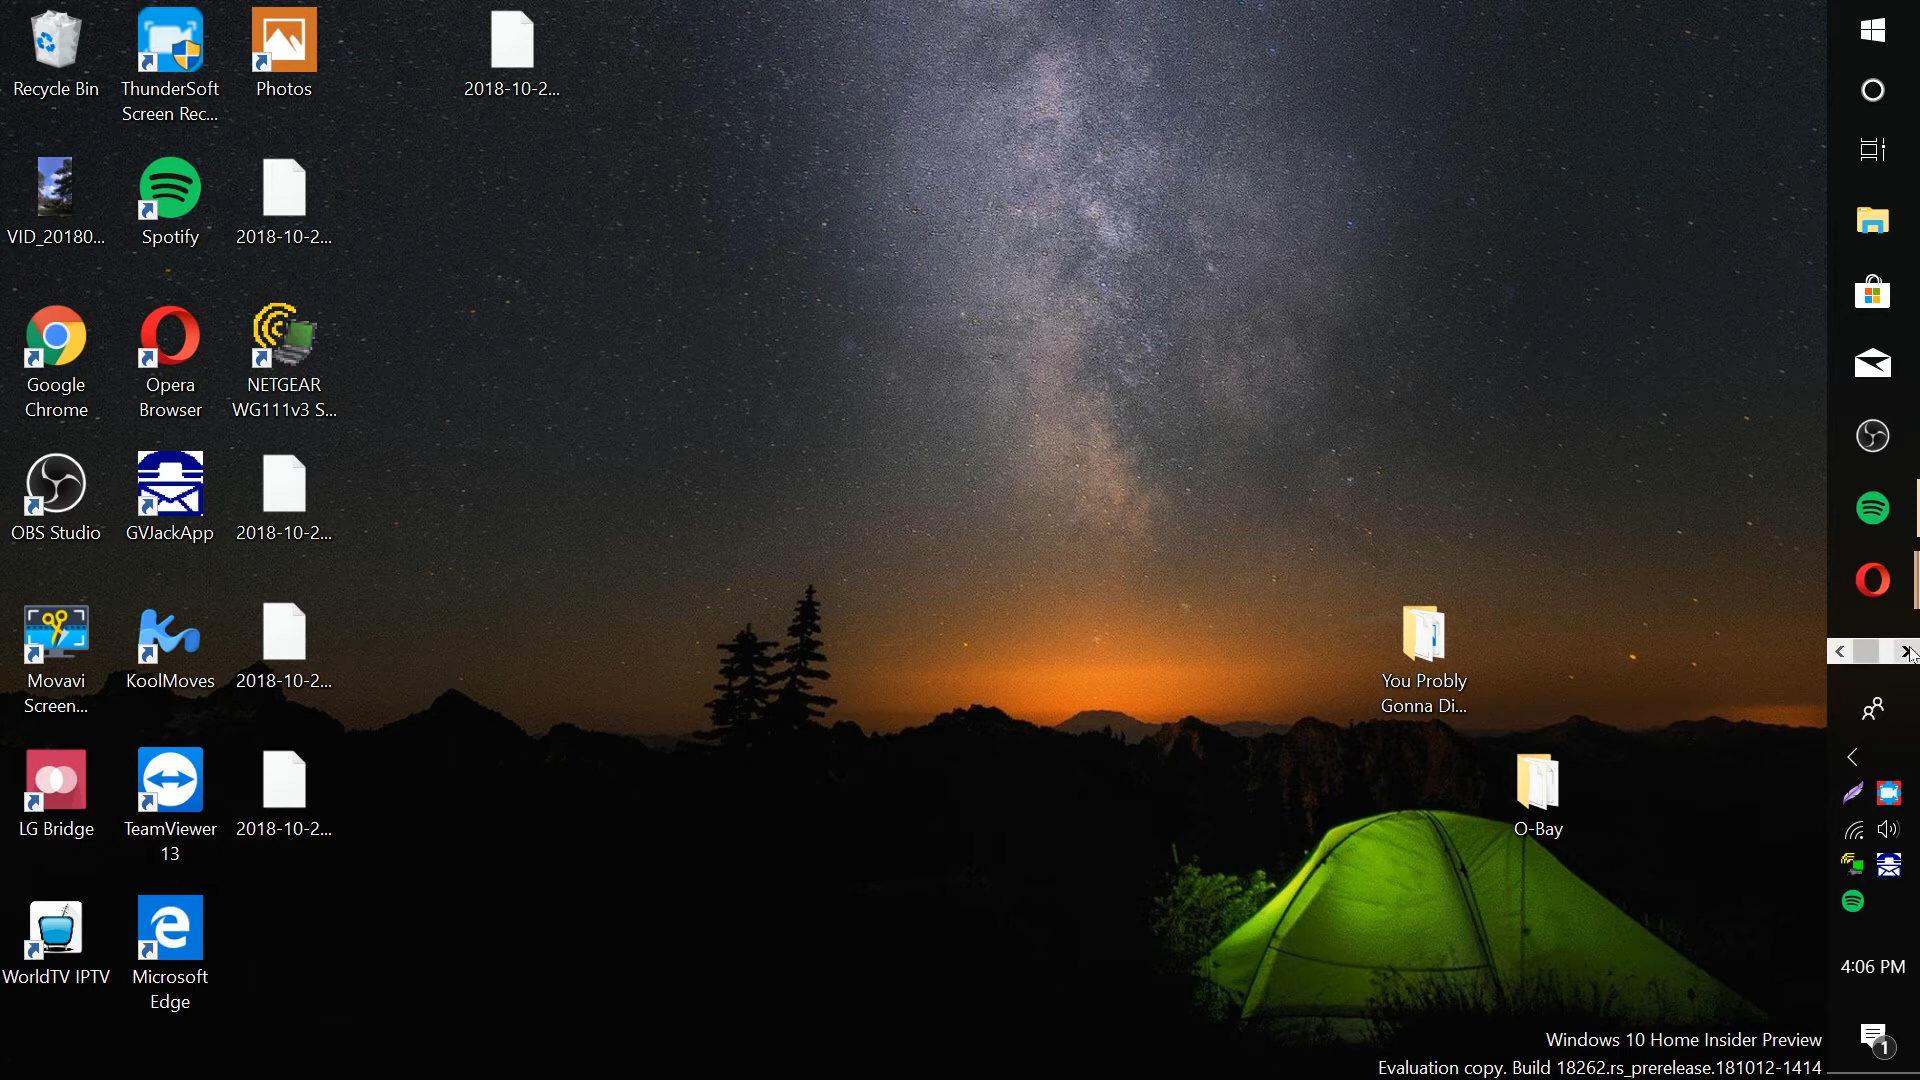 Recycle Bin
ThunderSoft
Screen Rec...
Photos
2018-10-2...
VID_20180...
Spotify
2018-10-2...
Google
Chrome
Opera
Browser
NETGEAR
WG111v3 S...
OBS Studio
GVJackApp
2018-10-2...
Movavi
Screen...
KoolMoves
2018-10-2...
You Probly
Gonna Di...
LG Bridge
TeamViewer
13
2018-10-2...
O-Bay
WorldTV IPTV
Microsoft
Edge
4:06 PM
1
Windows 10 Home Insider Preview
Evaluation copy. Build 18262.rs_prerelease.181012-1414